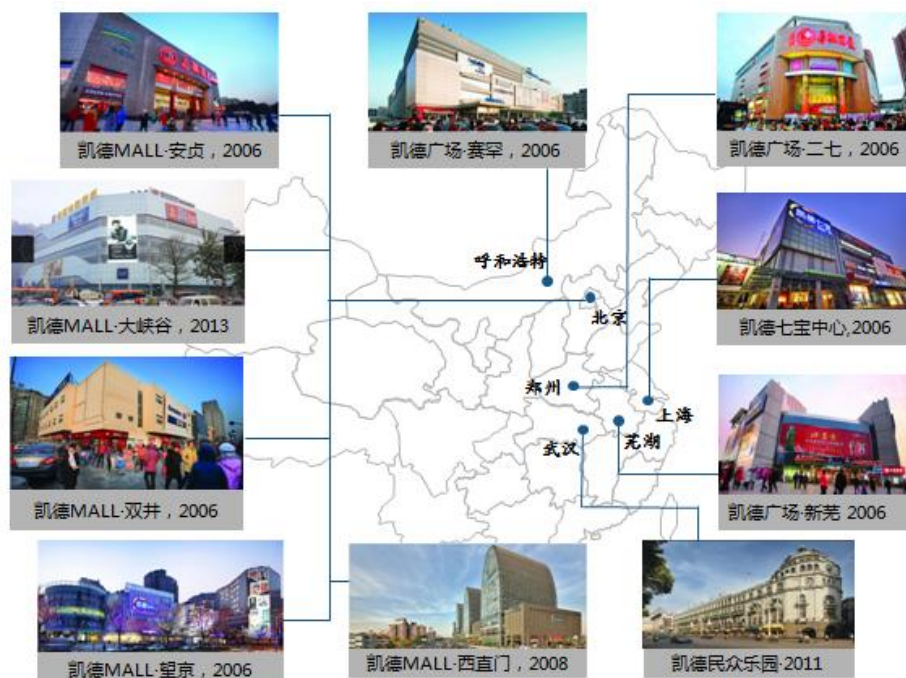 凯德MALL·安贞，2006
凯德广场·赛罕，2006
凯德广场·二七，2006
凯德MALL·大峡谷，2013
呼和浩特
北京
凯德七宝中心,2006
凯德MALL·双井，2006
郑州
上海
武汉
芜湖
凯德广场·新芜 2006
凯德MALL·望京，2006
凯德MALL·西直门，2008
凯德民众乐园·2011